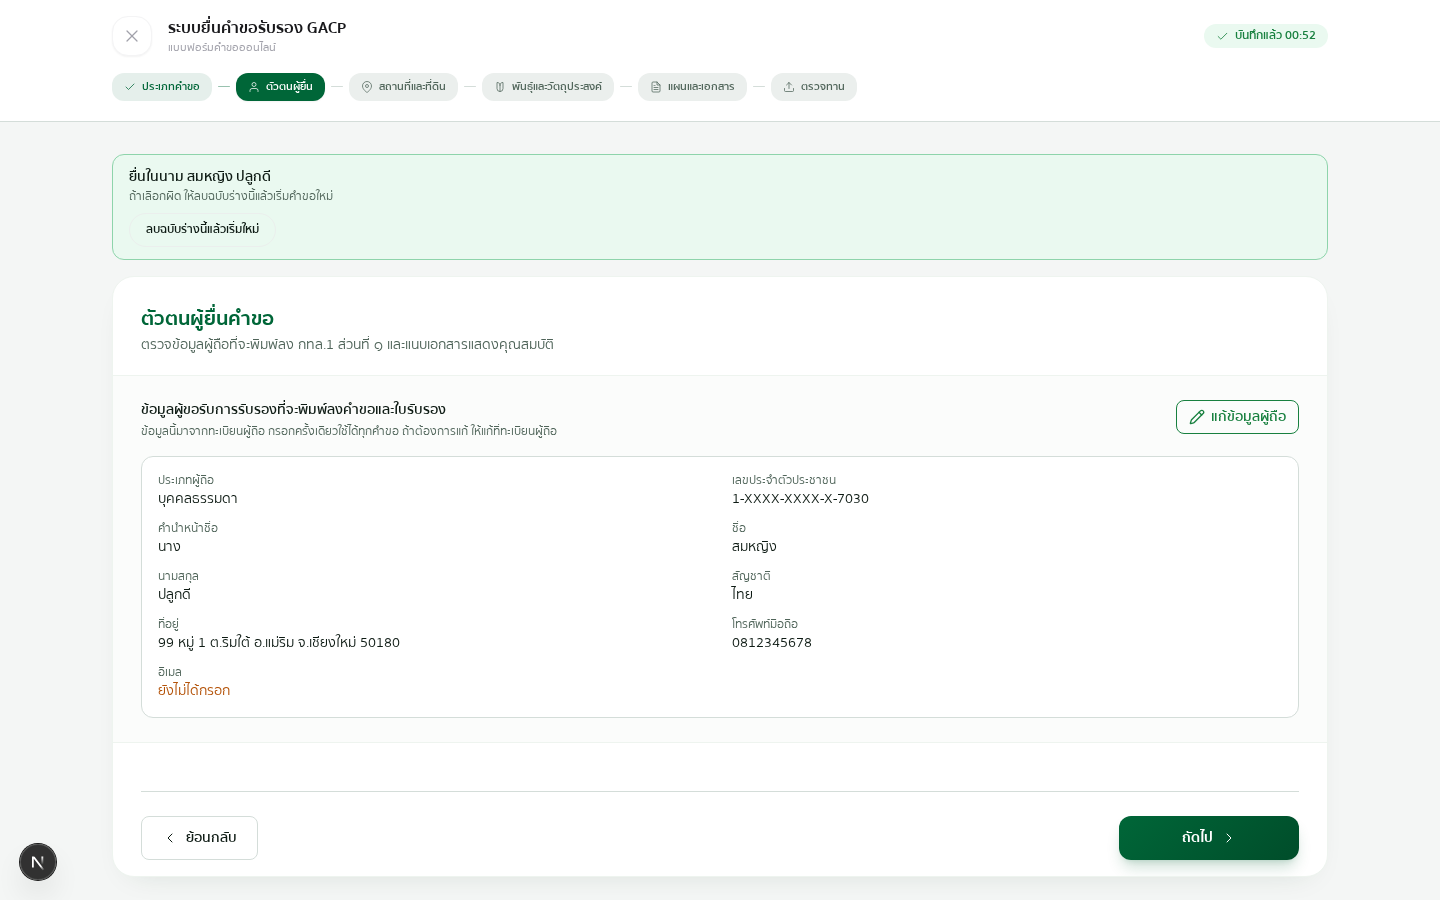 ระบบยื่นคำขอรับรอง GACP
แบบฟอร์มคำขอออนไลน์
บันทึกแล้ว 00:52
ประเภทคำขอ
ตัวตนผู้ยื่น
สถานที่และที่ดิน
พันธุ์และวัตถุประสงค์
แผนและเอกสาร
ตรวจทาน
ยื่นในนาม สมหญิง ปลูกดี
ถ้าเลือกผิด ให้ลบฉบับร่างนี้แล้วเริ่มคำขอใหม่
ลบฉบับร่างนี้แล้วเริ่มใหม่
ตัวตนผู้ยื่นคำขอ
ตรวจข้อมูลผู้ถือที่จะพิมพ์ลง กทล.1 ส่วนที่ ๑ และแนบเอกสารแสดงคุณสมบัติ
ข้อมูลผู้ขอรับการรับรองที่จะพิมพ์ลงคำขอและใบรับรอง
ข้อมูลนี้มาจากทะเบียนผู้ถือ กรอกครั้งเดียวใช้ได้ทุกคำขอ ถ้าต้องการแก้ ให้แก้ที่ทะเบียนผู้ถือ
แก้ข้อมูลผู้ถือ
ประเภทผู้ถือ
บุคคลธรรมดา
เลขประจำตัวประชาชน
1-XXXX-XXXX-X-7030
คำนำหน้าชื่อ
นาง
ชื่อ
สมหญิง
นามสกุล
ปลูกดี
สัญชาติ
ไทย
ที่อยู่
99 หมู่ 1 ต.ริมใต้ อ.แม่ริม จ.เชียงใหม่ 50180
โทรศัพท์มือถือ
0812345678
อีเมล
ยังไม่ได้กรอก
ย้อนกลับ
ถัดไป
N